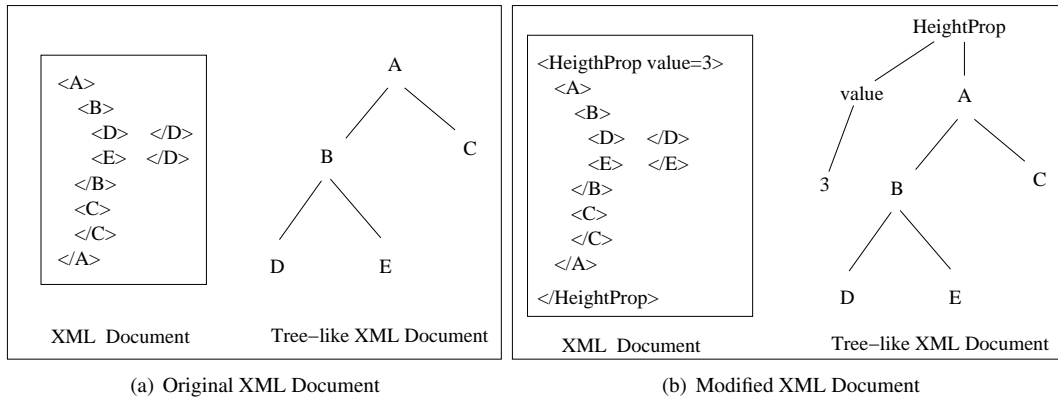 <A>
<B>
<D> </D>
<E> </D>
</B>
<C>
</C>
</A>
XML Document
A
B
C
D
E
Tree-like XML Document
(a) Original XML Document
<HeigthProp value=3>
<A>
<B>
<D> </D>
<E> </E>
</B>
<C>
</C>
</A>
</HeightProp>
XML Document
HeightProp
value
A
3
B
C
D
E
Tree-like XML Document
(b) Modified XML Document